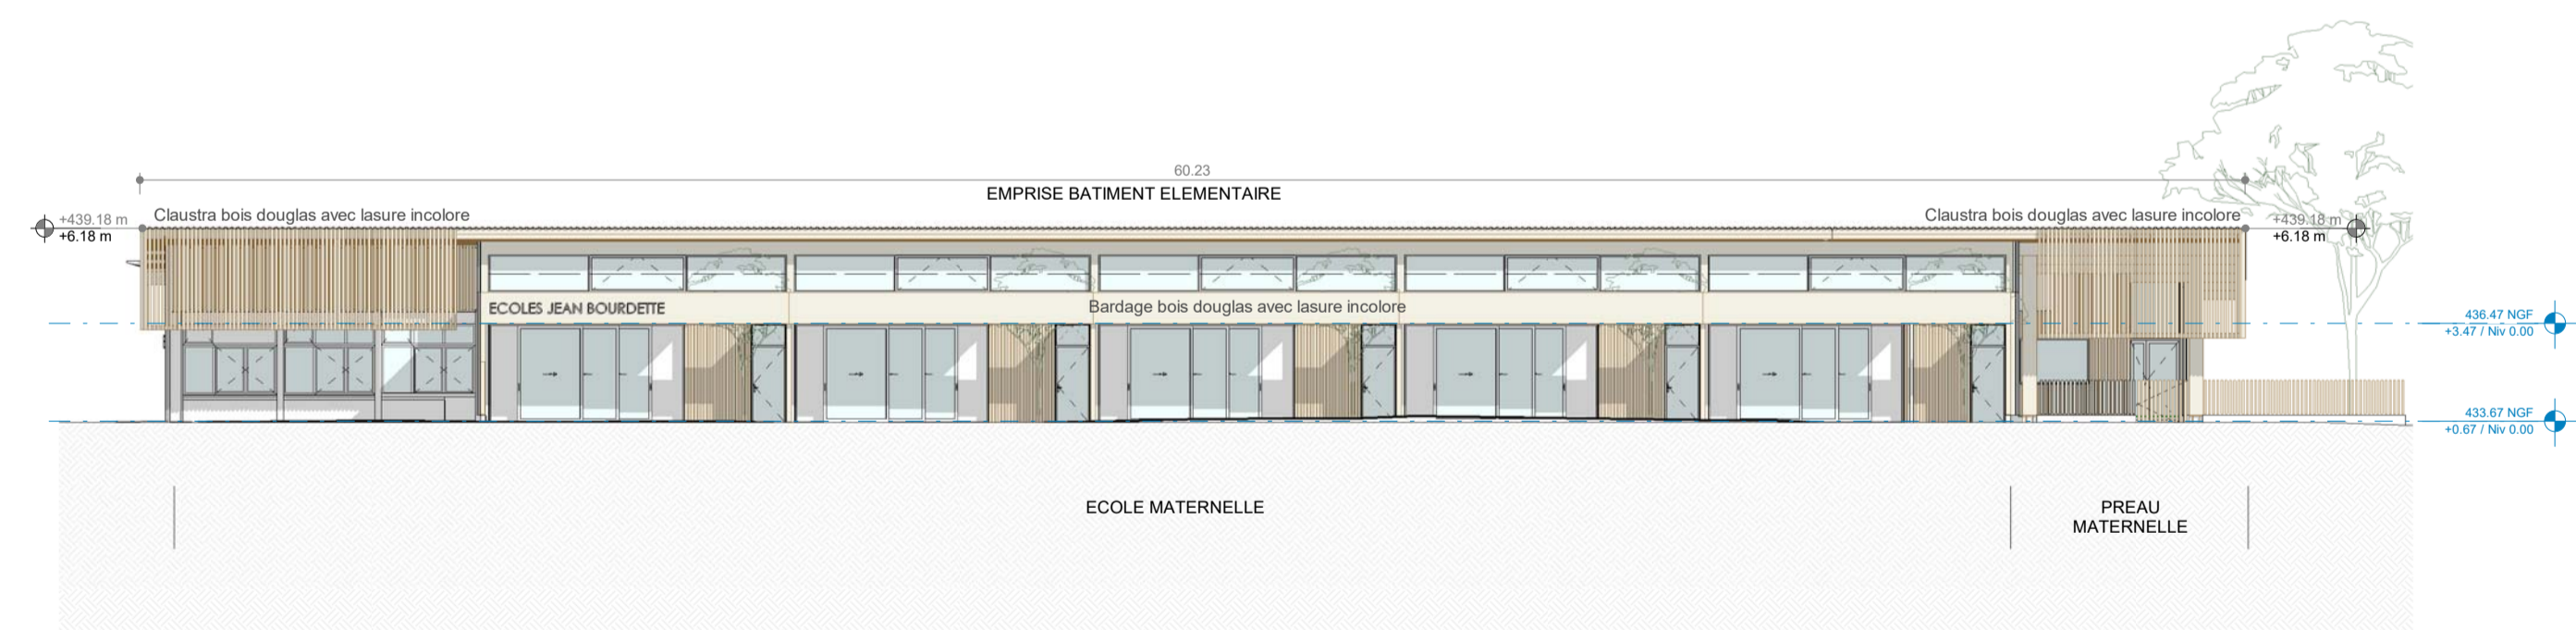 60.23
EMPRISE BATIMENT ELEMENTAIRE
Claustra bois douglas avec lasure incolore
Claustra bois douglas avec lasure incolore
+439.18 m
+6.18 m
+439.18 m
+6.18 m
ECOLES JEAN BOURDETTE
Bardage bois douglas avec lasure incolore
436.47 NGF
+3.47 / Niv 0.00
433.67 NGF
+0.67 / Niv 0.00
ECOLE MATERNELLE
PREAU
MATERNELLE